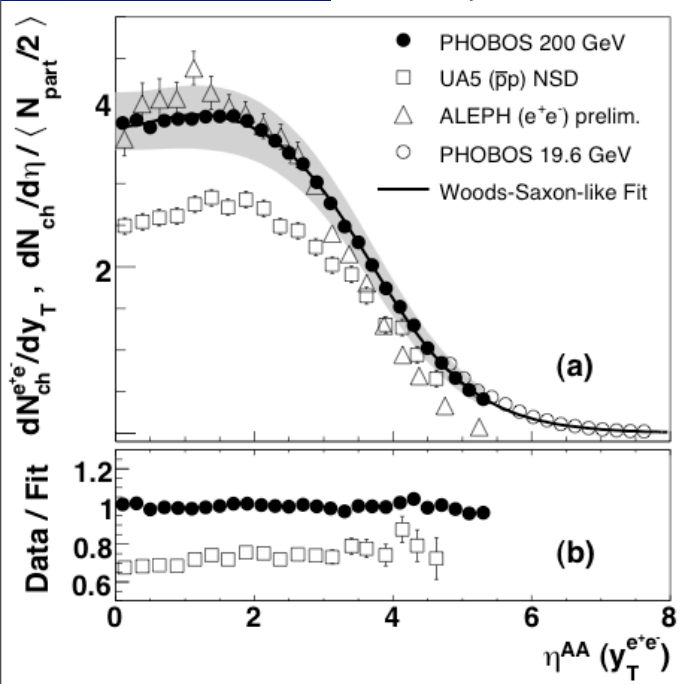 dN_ch^{e⁺e⁻}/dy_T , dN_ch/dη/⟨ N_part/2⟩
4
2
PHOBOS 200 GeV
UA5 (p̅p) NSD
ALEPH (e⁺e⁻) prelim.
PHOBOS 19.6 GeV
Woods-Saxon-like Fit
(a)
Data / Fit
1.2
1
0.8
0.6
(b)
0 2 4 6 8
η^{AA} (y_T^{e⁺e⁻})